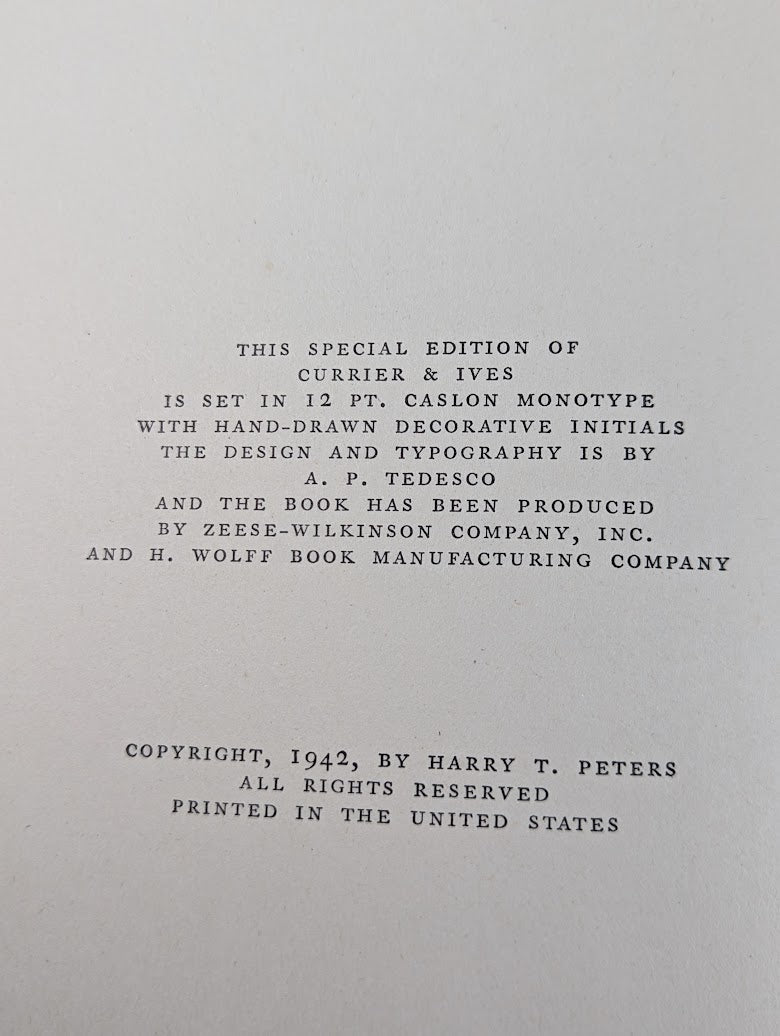 THIS SPECIAL EDITION OF
CURRIER & IVES
IS SET IN 12 PT. CASLON MONOTYPE
WITH HAND-DRAWN DECORATIVE INITIALS
THE DESIGN AND TYPOGRAPHY IS BY
A. P. TEDESCO
AND THE BOOK HAS BEEN PRODUCED
BY ZEESE-WILKINSON COMPANY, INC.
AND H. WOLFF BOOK MANUFACTURING COMPANY
COPYRIGHT, 1942, BY HARRY T. PETERS
ALL RIGHTS RESERVED
PRINTED IN THE UNITED STATES